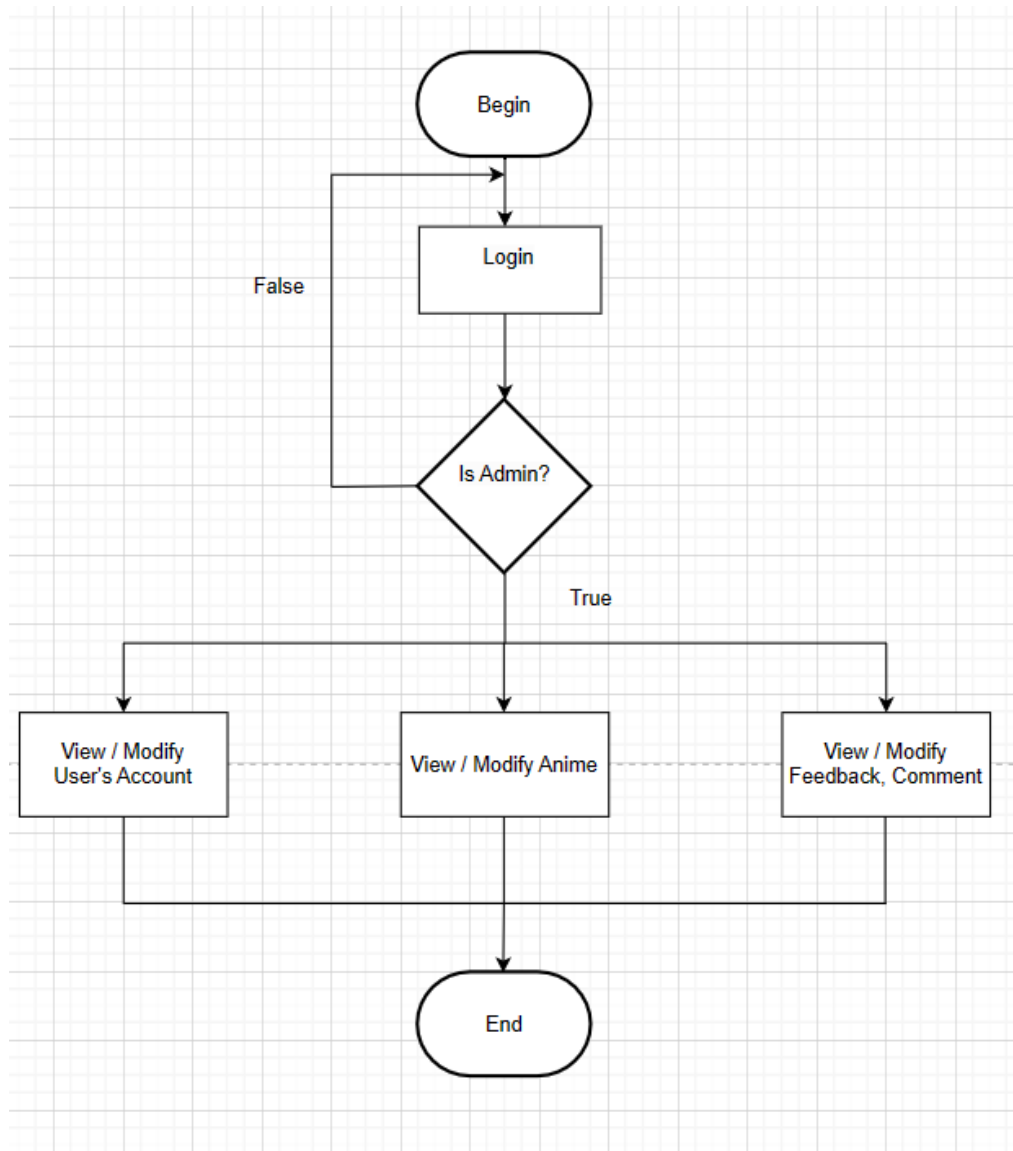 Begin
Login
False
Is Admin?
True
View / Modify
User's Account
View / Modify Anime
View / Modify
Feedback, Comment
End